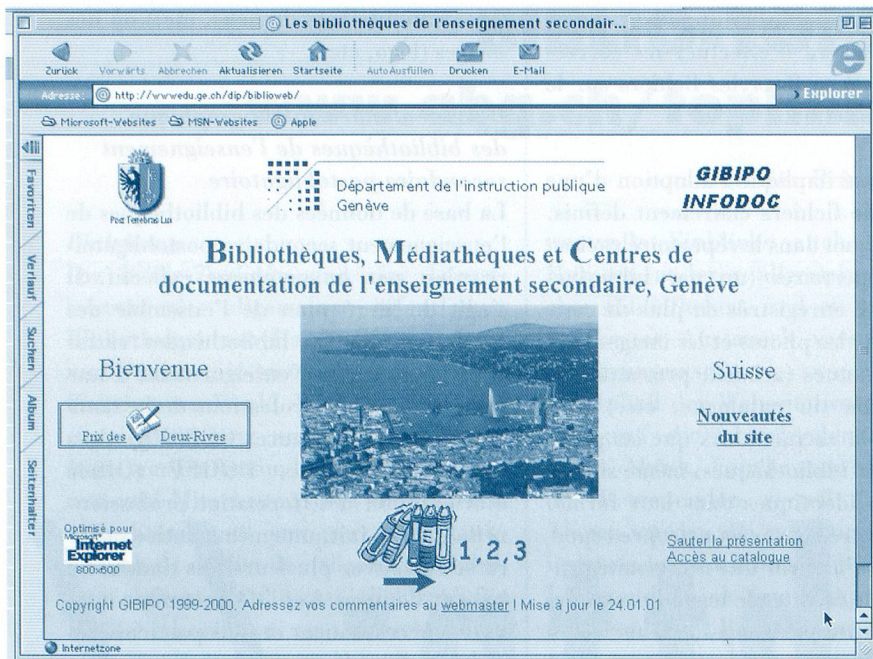 Les bibliothèques de l'enseignement secondair...
Zurück Vorwärts Abbrechen Aktualisieren Startseite AutoAusfüllen Drucken E-Mail
Adresse: http://wwwedu.ge.ch/dip/biblioweb/ Explorer
Microsoft-Websites MSN-Websites Apple
Favoriten
Verlauf
Suchen
Album
Seitenhalter
Post Tenebras Lux
Département de l'instruction publique
Genève
GIBIPO
INFODOC
Bibliothèques, Médiathèques et Centres de
documentation de l'enseignement secondaire, Genève
Bienvenue
Suisse
Prix des Deux-Rives
Nouveautés
du site
Optimisé pour
Microsoft
Internet
Explorer
800x600
1, 2, 3
Sauter la présentation
Accès au catalogue
Copyright GIBIPO 1999-2000. Adressez vos commentaires au webmaster ! Mise à jour le 24.01.01
Internetzone